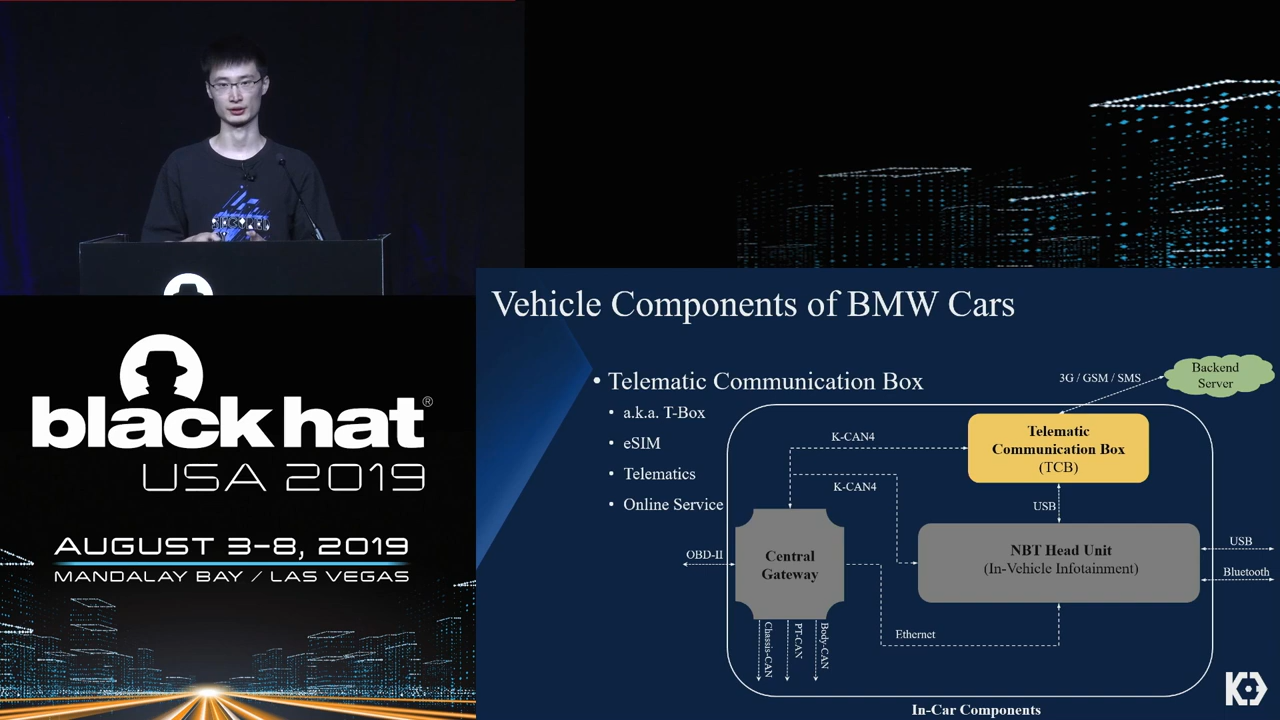 black hat®
USA 2019
AUGUST 3-8, 2019
MANDALAY BAY / LAS VEGAS
Vehicle Components of BMW Cars
• Telematic Communication Box
• a.k.a. T-Box
• eSIM
• Telematics
• Online Service
3G / GSM / SMS
Backend
Server
Telematic
Communication Box
(TCB)
K-CAN4
K-CAN4
USB
OBD-II
Central
Gateway
NBT Head Unit
(In-Vehicle Infotainment)
USB
Bluetooth
Ethernet
Chassis-CAN
PT-CAN
Body-CAN
In-Car Components